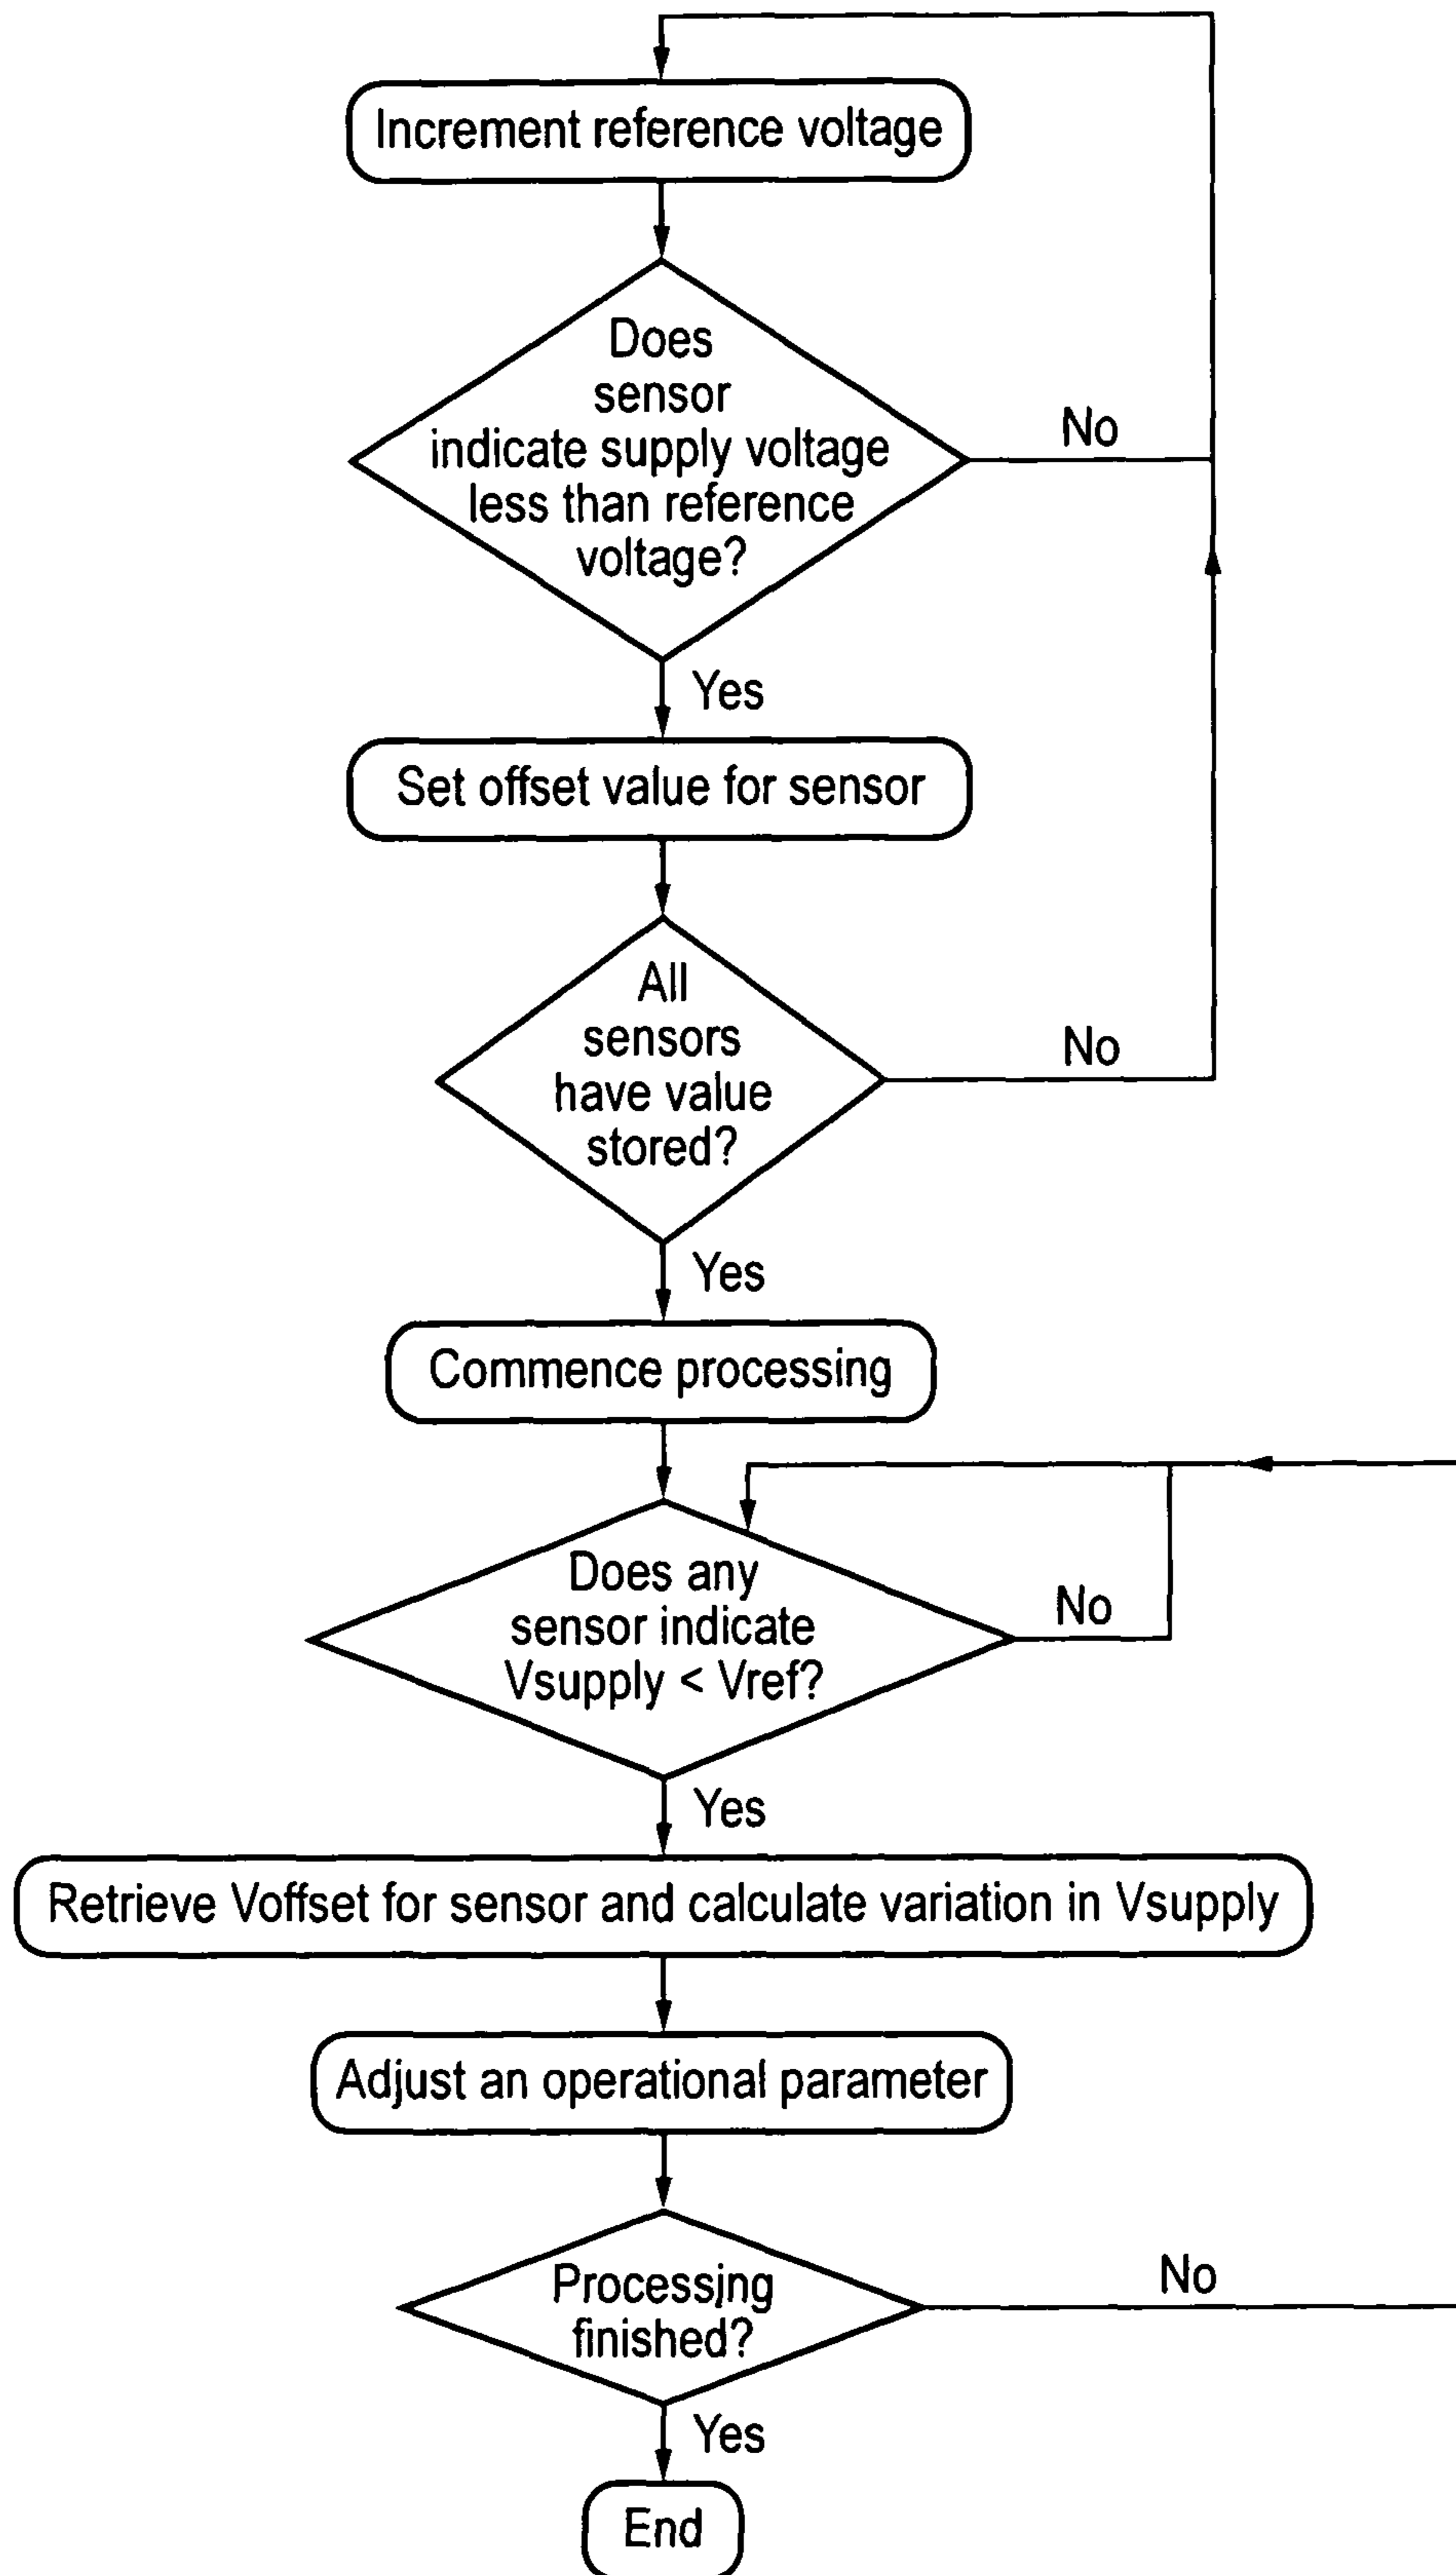 Increment reference voltage
Does
sensor
indicate supply voltage
less than reference
voltage?
No
Yes
Set offset value for sensor
All
sensors
have value
stored?
No
Yes
Commence processing
Does any
sensor indicate
Vsupply < Vref?
No
Yes
Retrieve Voffset for sensor and calculate variation in Vsupply
Adjust an operational parameter
Processing
finished?
No
Yes
End